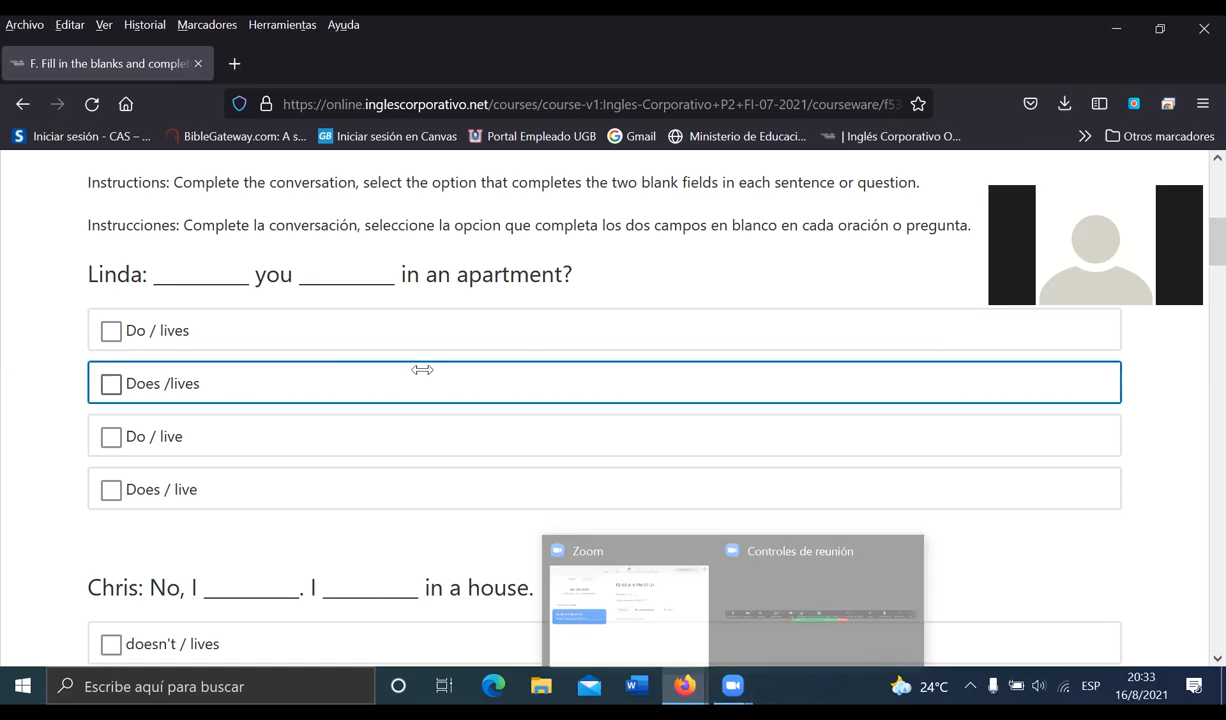 Archivo Editar Ver Historial Marcadores Herramientas Ayuda
F. Fill in the blanks and complet
https://online.inglescorporativo.net/courses/course-v1:Ingles-Corporativo+P2+FI-07-2021/courseware/f53
Iniciar sesión - CAS – ... BibleGateway.com: A s... Iniciar sesión en Canvas Portal Empleado UGB Gmail Ministerio de Educaci... | Inglés Corporativo O... Otros marcadores
Instructions: Complete the conversation, select the option that completes the two blank fields in each sentence or question.
Instrucciones: Complete la conversación, seleccione la opcion que completa los dos campos en blanco en cada oración o pregunta.
Linda: _________ you _________ in an apartment?
Do / lives
Does /lives
Do / live
Does / live
Zoom Controles de reunión
Chris: No, I _________. I _________ in a house.
doesn't / lives
Escribe aquí para buscar
24°C
ESP
20:33
16/8/2021